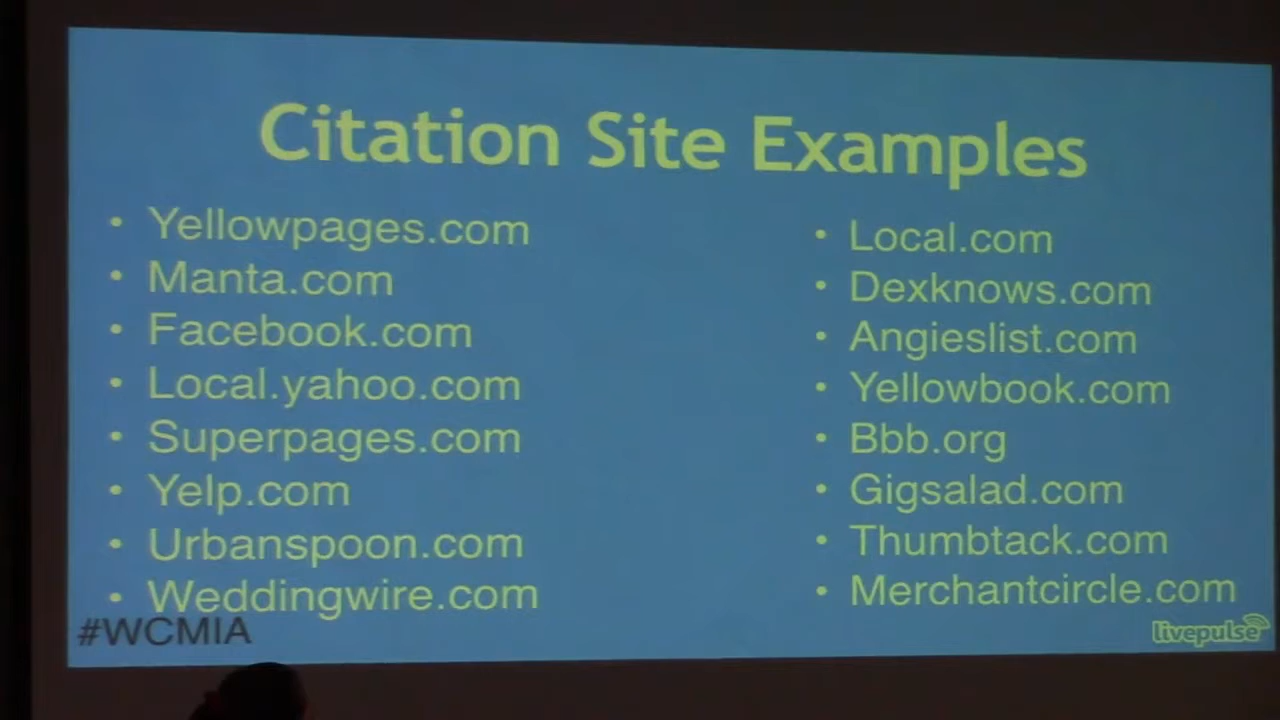 Citation Site Examples
• Yellowpages.com
• Manta.com
• Facebook.com
• Local.yahoo.com
• Superpages.com
• Yelp.com
• Urbanspoon.com
• Weddingwire.com
• Local.com
• Dexknows.com
• Angieslist.com
• Yellowbook.com
• Bbb.org
• Gigsalad.com
• Thumbtack.com
• Merchantcircle.com
#WCMIA
livepulse